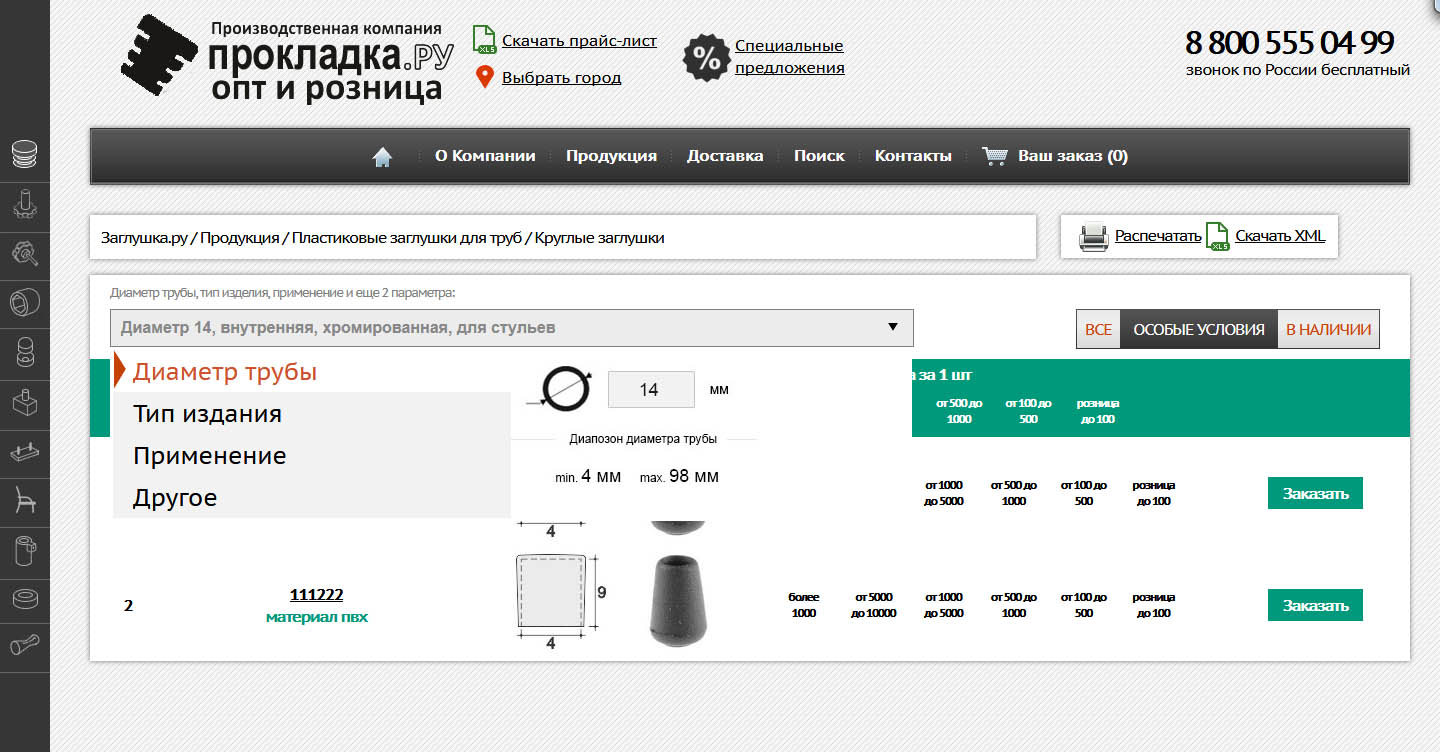 Производственная компания
прокладка.РУ
опт и розница
XLS
Скачать прайс-лист
Выбрать город
%
Специальные
предложения
8 800 555 04 99
звонок по России бесплатный
О Компании Продукция Доставка Поиск Контакты Ваш заказ (0)
Заглушка.ру / Продукция / Пластиковые заглушки для труб / Круглые заглушки
Распечатать XLS Скачать XML
Диаметр трубы, тип изделия, применение и еще 2 параметра:
Диаметр 14, внутренняя, хромированная, для стульев
ВСЕ ОСОБЫЕ УСЛОВИЯ В НАЛИЧИИ
Диаметр трубы
Тип издания
Применение
Другое
14 мм
Диапозон диаметра трубы
min. 4 мм max. 98 мм
а за 1 шт
от 500 до 1000
от 100 до 500
розница до 100
от 1000 до 5000
от 500 до 1000
от 100 до 500
розница до 100
Заказать
4
2
111222
материал пвх
9
4
более 1000
от 5000 до 10000
от 1000 до 5000
от 500 до 1000
от 100 до 500
розница до 100
Заказать